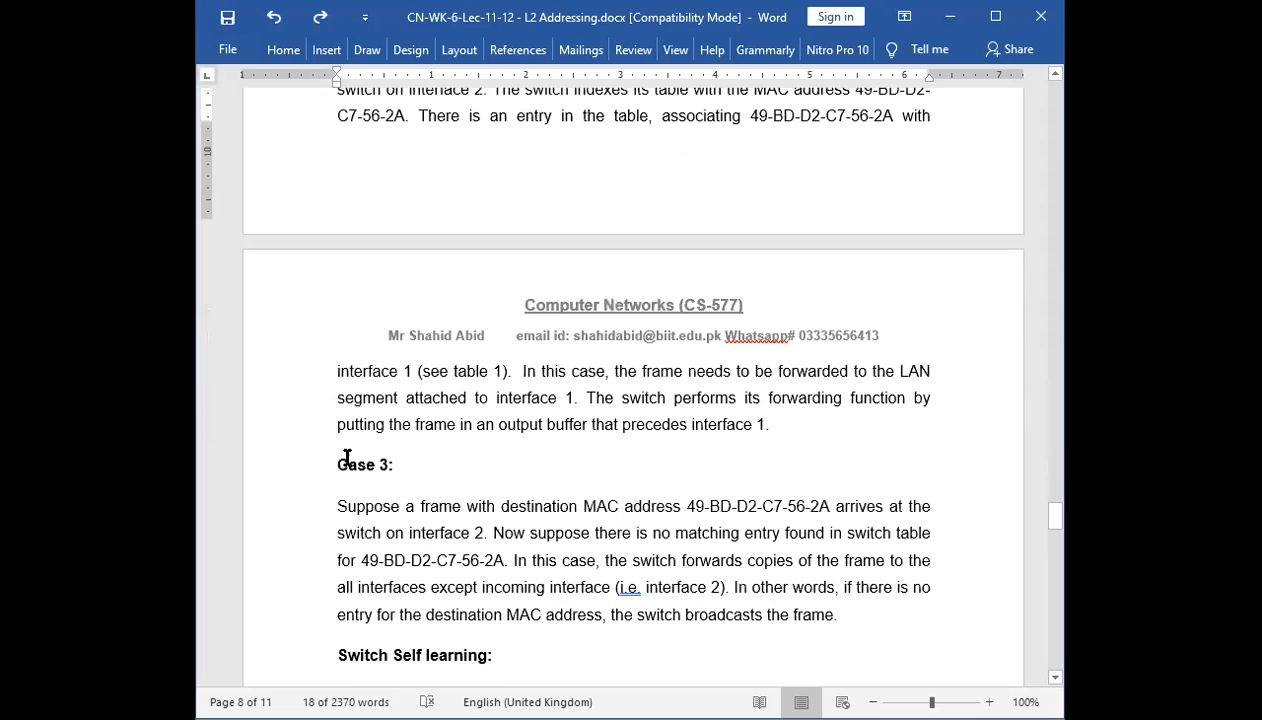 CN-WK-6-Lec-11-12 - L2 Addressing.docx [Compatibility Mode] - Word
Sign in
File Home Insert Draw Design Layout References Mailings Review View Help Grammarly Nitro Pro 10 Tell me Share
1 1 2 3 4 5 6 7
switch on interface 2. The switch indexes its table with the MAC address 49-BD-D2-
C7-56-2A. There is an entry in the table, associating 49-BD-D2-C7-56-2A with
10
Computer Networks (CS-577)
Mr Shahid Abid email id: shahidabid@biit.edu.pk Whatsapp# 03335656413
interface 1 (see table 1). In this case, the frame needs to be forwarded to the LAN
segment attached to interface 1. The switch performs its forwarding function by
putting the frame in an output buffer that precedes interface 1.
Case 3:
Suppose a frame with destination MAC address 49-BD-D2-C7-56-2A arrives at the
switch on interface 2. Now suppose there is no matching entry found in switch table
for 49-BD-D2-C7-56-2A. In this case, the switch forwards copies of the frame to the
all interfaces except incoming interface (i.e. interface 2). In other words, if there is no
entry for the destination MAC address, the switch broadcasts the frame.
Switch Self learning:
Page 8 of 11 18 of 2370 words English (United Kingdom) 100%